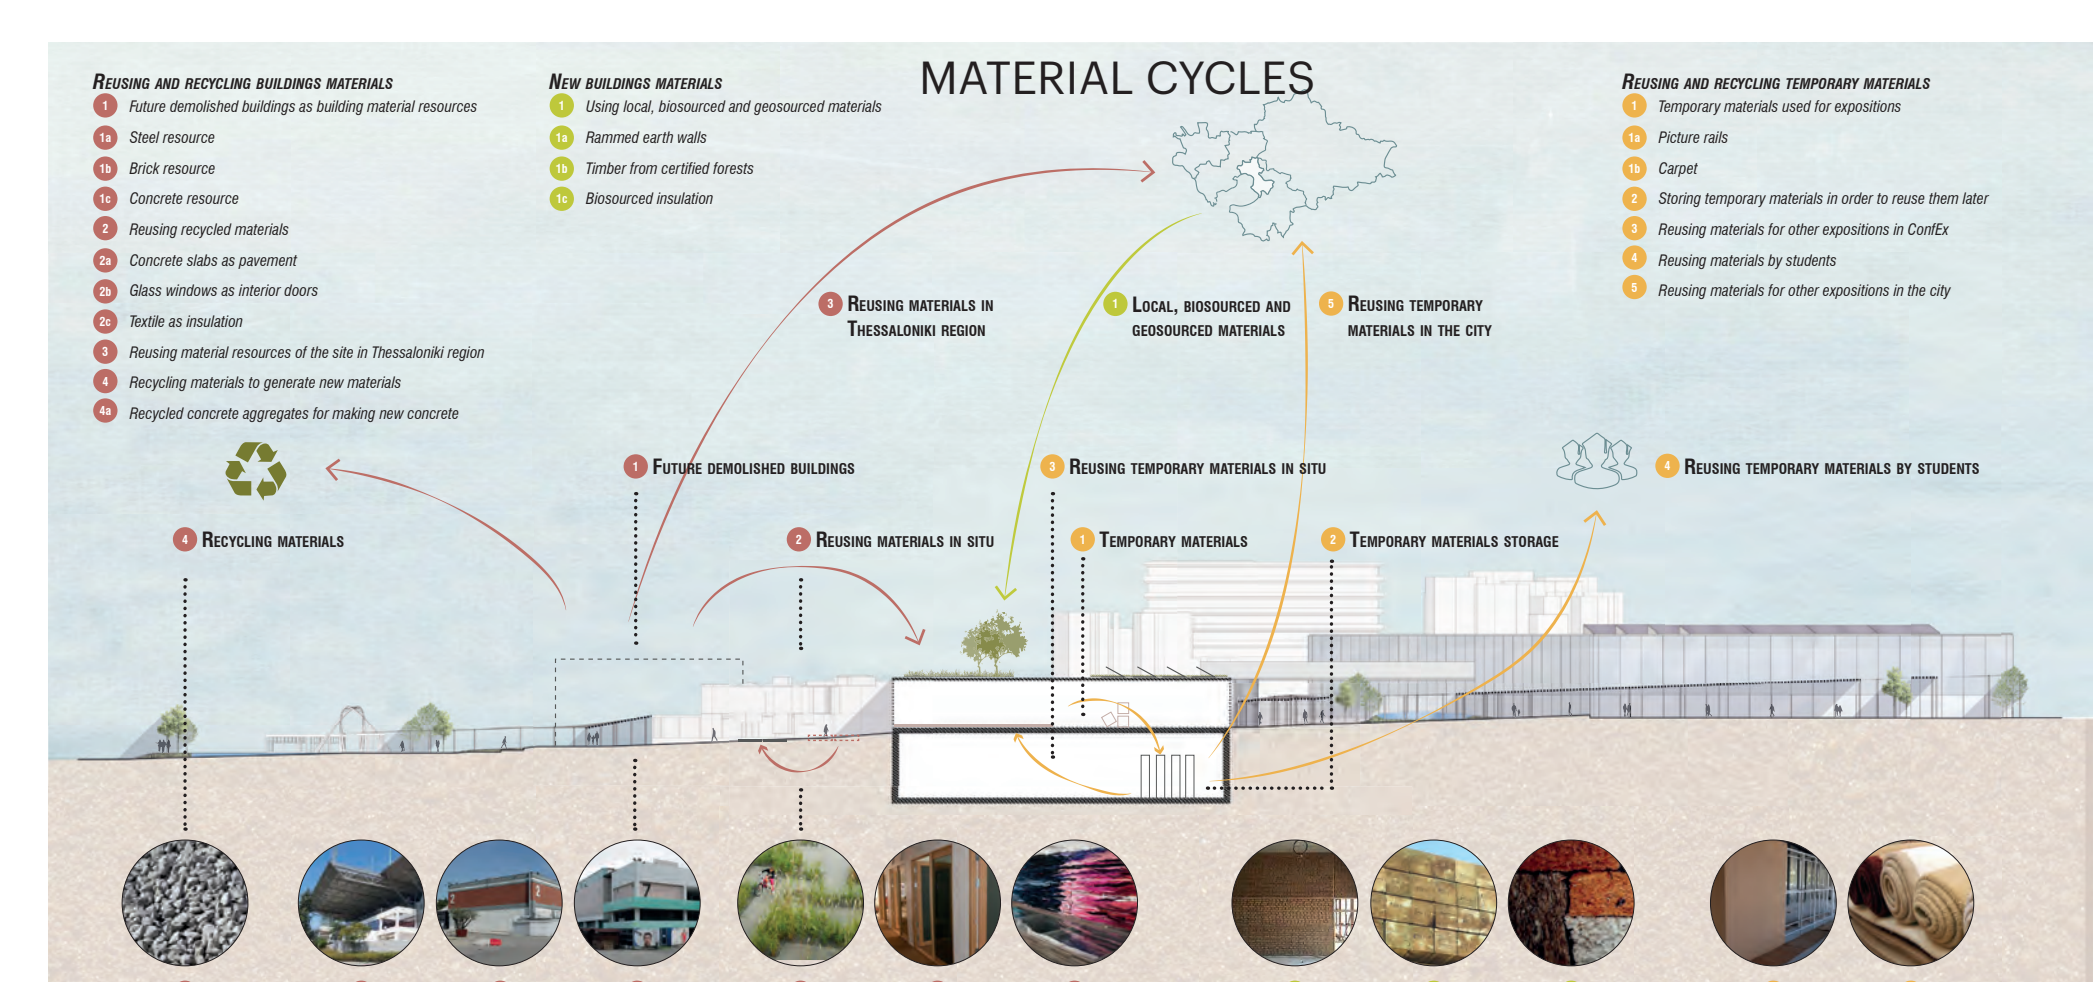 MATERIAL CYCLES
REUSING AND RECYCLING BUILDINGS MATERIALS
1 Future demolished buildings as building material resources
1a Steel resource
1b Brick resource
1c Concrete resource
2 Reusing recycled materials
2a Concrete slabs as pavement
2b Glass windows as interior doors
2c Textile as insulation
3 Reusing material resources of the site in Thessaloniki region
4 Recycling materials to generate new materials
4a Recycled concrete aggregates for making new concrete
NEW BUILDINGS MATERIALS
1 Using local, biosourced and geosourced materials
1a Rammed earth walls
1b Timber from certified forests
1c Biosourced insulation
REUSING AND RECYCLING TEMPORARY MATERIALS
1 Temporary materials used for expositions
1a Picture rails
1b Carpet
2 Storing temporary materials in order to reuse them later
3 Reusing materials for other expositions in ConfEx
4 Reusing materials by students
5 Reusing materials for other expositions in the city
3 REUSING MATERIALS IN
THESSALONIKI REGION
1 LOCAL, BIOSOURCED AND
GEOSOURCED MATERIALS
5 REUSING TEMPORARY
MATERIALS IN THE CITY
1 FUTURE DEMOLISHED BUILDINGS
3 REUSING TEMPORARY MATERIALS IN SITU
4 REUSING TEMPORARY MATERIALS BY STUDENTS
4 RECYCLING MATERIALS
2 REUSING MATERIALS IN SITU
1 TEMPORARY MATERIALS
2 TEMPORARY MATERIALS STORAGE
2
2
7